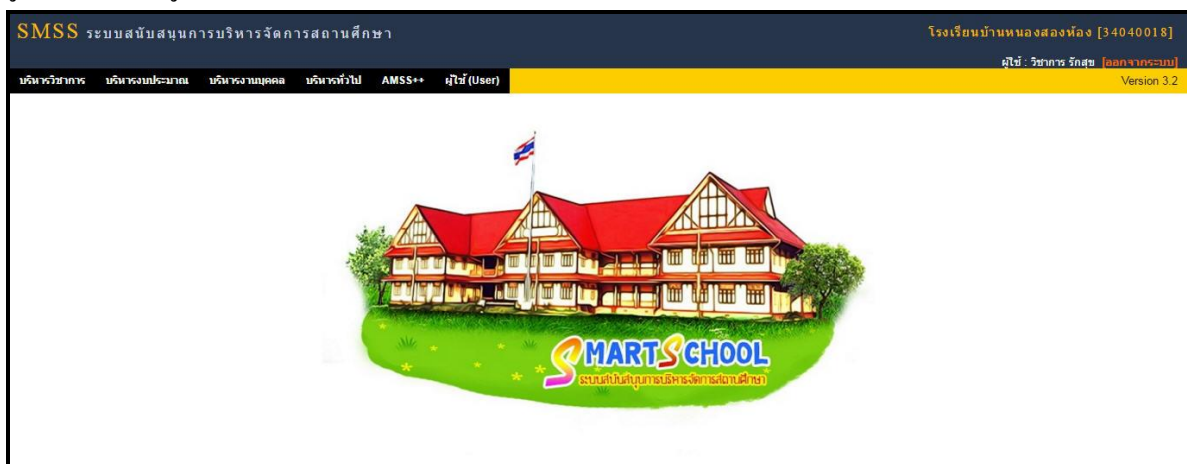 SMSS ระบบสนับสนุนการบริหารจัดการสถานศึกษา
โรงเรียนบ้านหนองสองห้อง [34040018]
ผู้ใช้ : วิชาการ รักสุข [ออกจากระบบ]
บริหารวิชาการ บริหารงบประมาณ บริหารงานบุคคล บริหารทั่วไป AMSS++ ผู้ใช้ (User)
Version 3.2
SMARTSCHOOL
ระบบสนับสนุนการบริหารจัดการสถานศึกษา